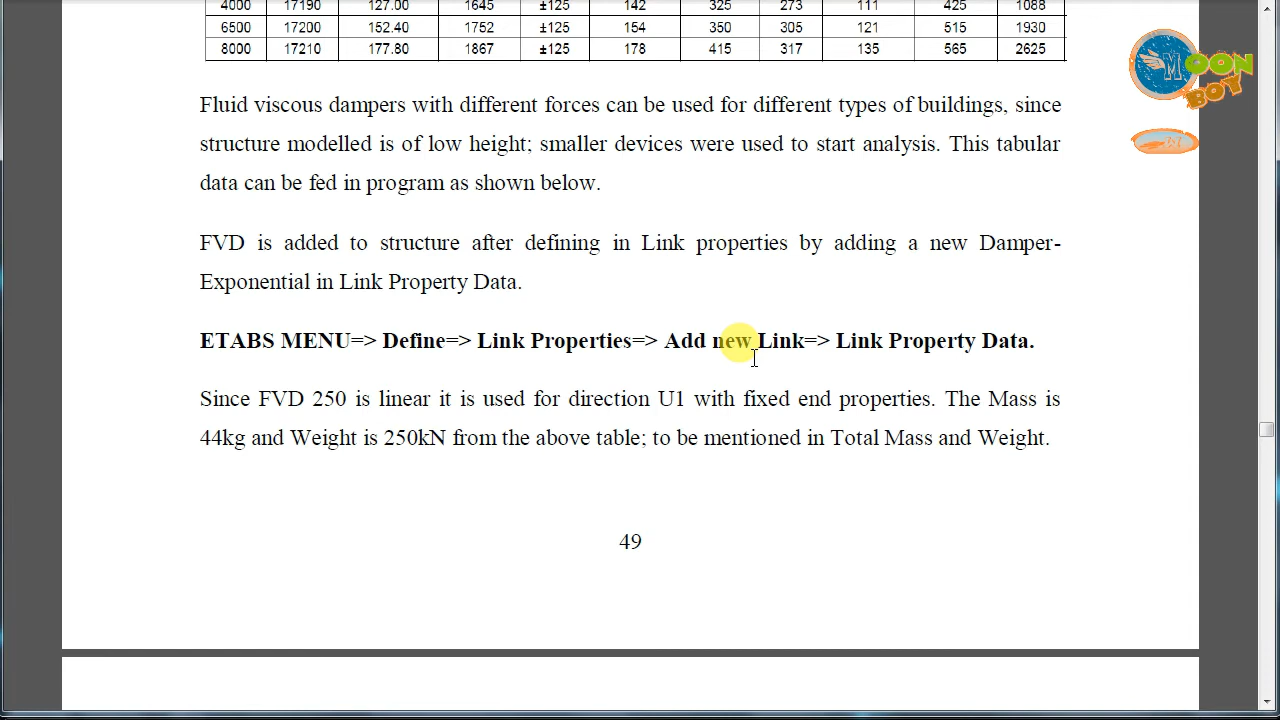 4000 17190 127.00 1645 ±125 142 325 273 111 425 1088
6500 17200 152.40 1752 ±125 154 350 305 121 515 1930
8000 17210 177.80 1867 ±125 178 415 317 135 565 2625
MOON
BOY
Fluid viscous dampers with different forces can be used for different types of buildings, since
structure modelled is of low height; smaller devices were used to start analysis. This tabular
data can be fed in program as shown below.
FVD is added to structure after defining in Link properties by adding a new Damper-
Exponential in Link Property Data.
ETABS MENU=> Define=> Link Properties=> Add new Link=> Link Property Data.
Since FVD 250 is linear it is used for direction U1 with fixed end properties. The Mass is
44kg and Weight is 250kN from the above table; to be mentioned in Total Mass and Weight.
49